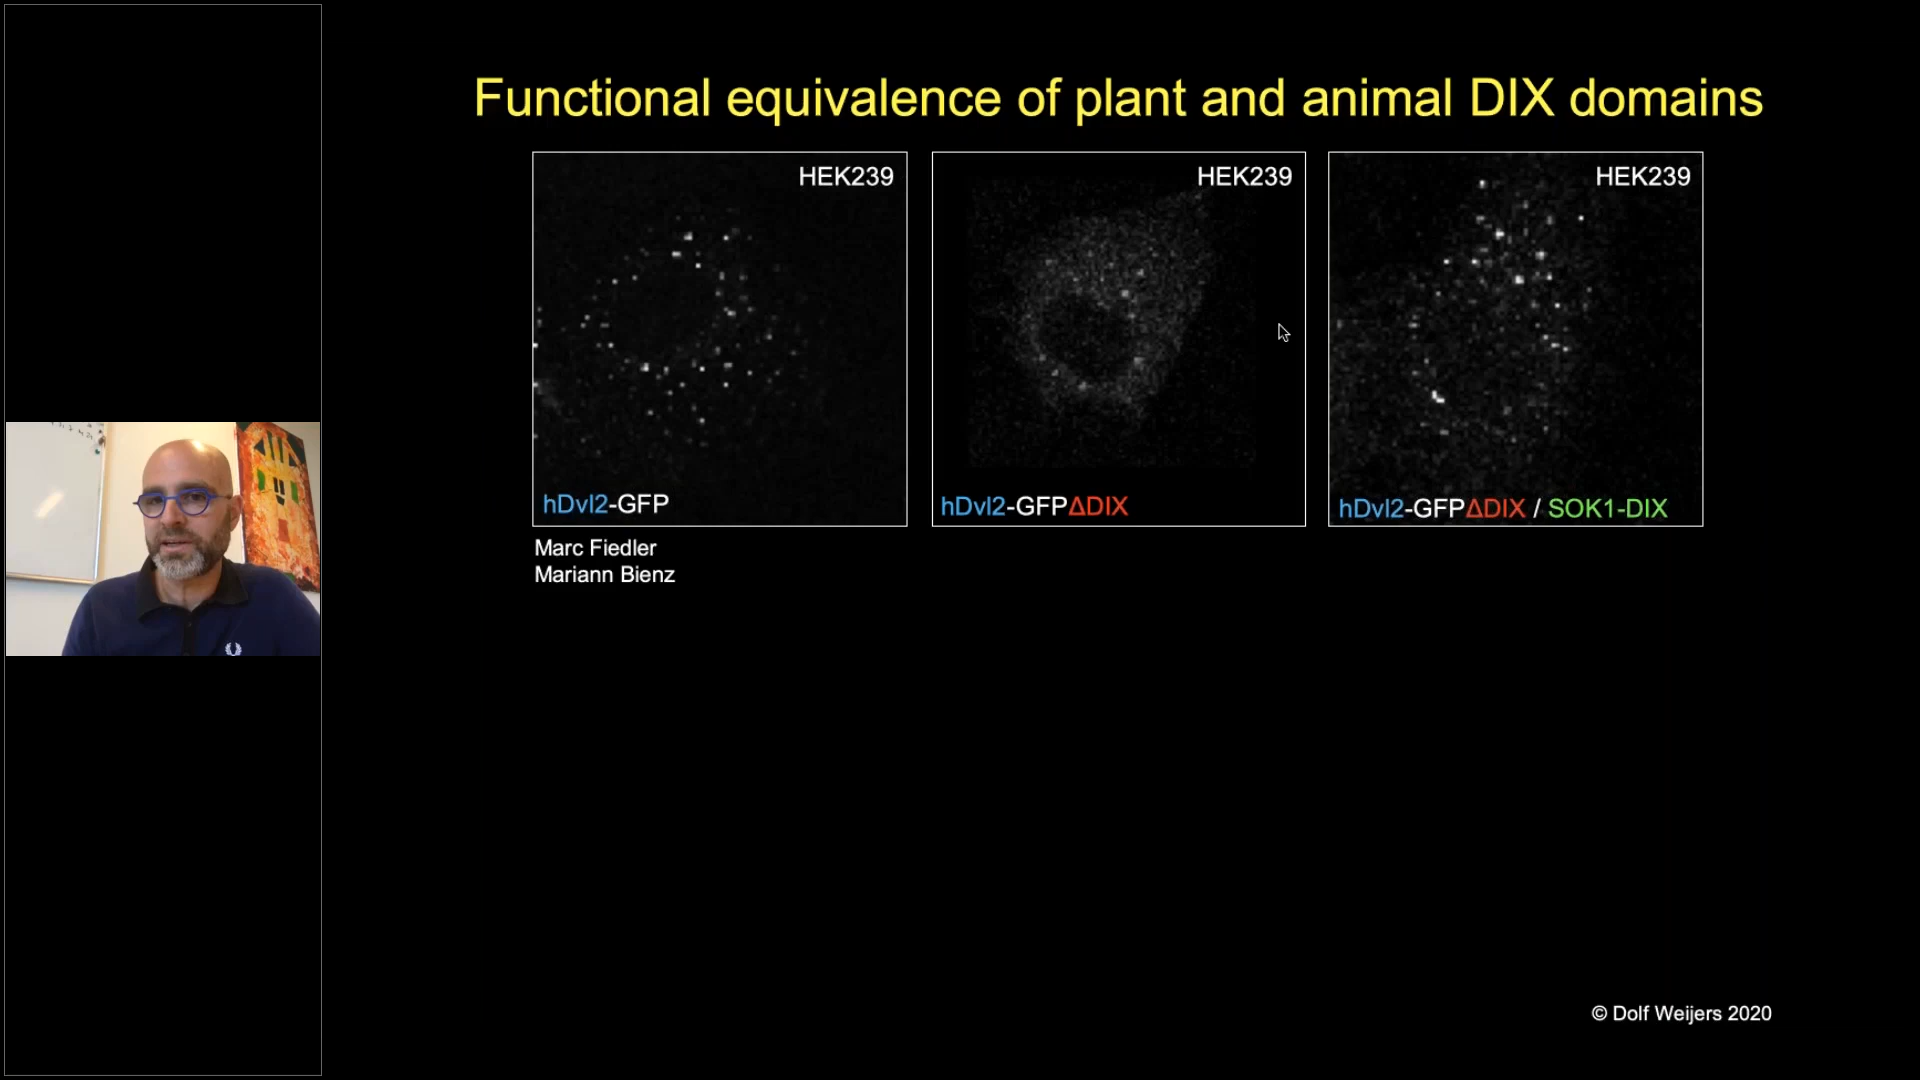 Functional equivalence of plant and animal DIX domains
HEK239
HEK239
HEK239
hDvl2-GFP
hDvl2-GFPΔDIX
hDvl2-GFPΔDIX / SOK1-DIX
Marc Fiedler
Mariann Bienz
© Dolf Weijers 2020